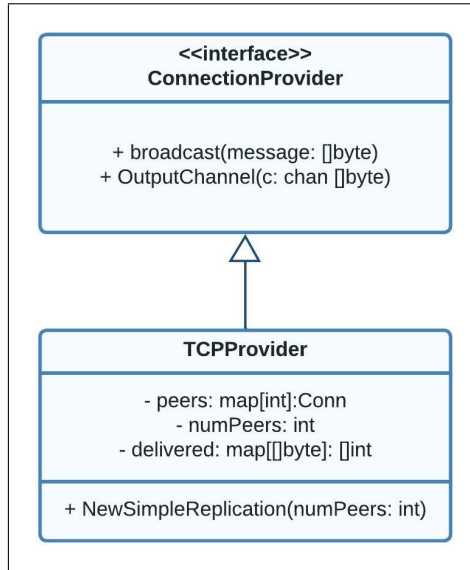 <<interface>>
ConnectionProvider
+ broadcast(message: []byte)
+ OutputChannel(c: chan []byte)
TCPProvider
- peers: map[int]:Conn
- numPeers: int
- delivered: map[[]byte]: []int
+ NewSimpleReplication(numPeers: int)